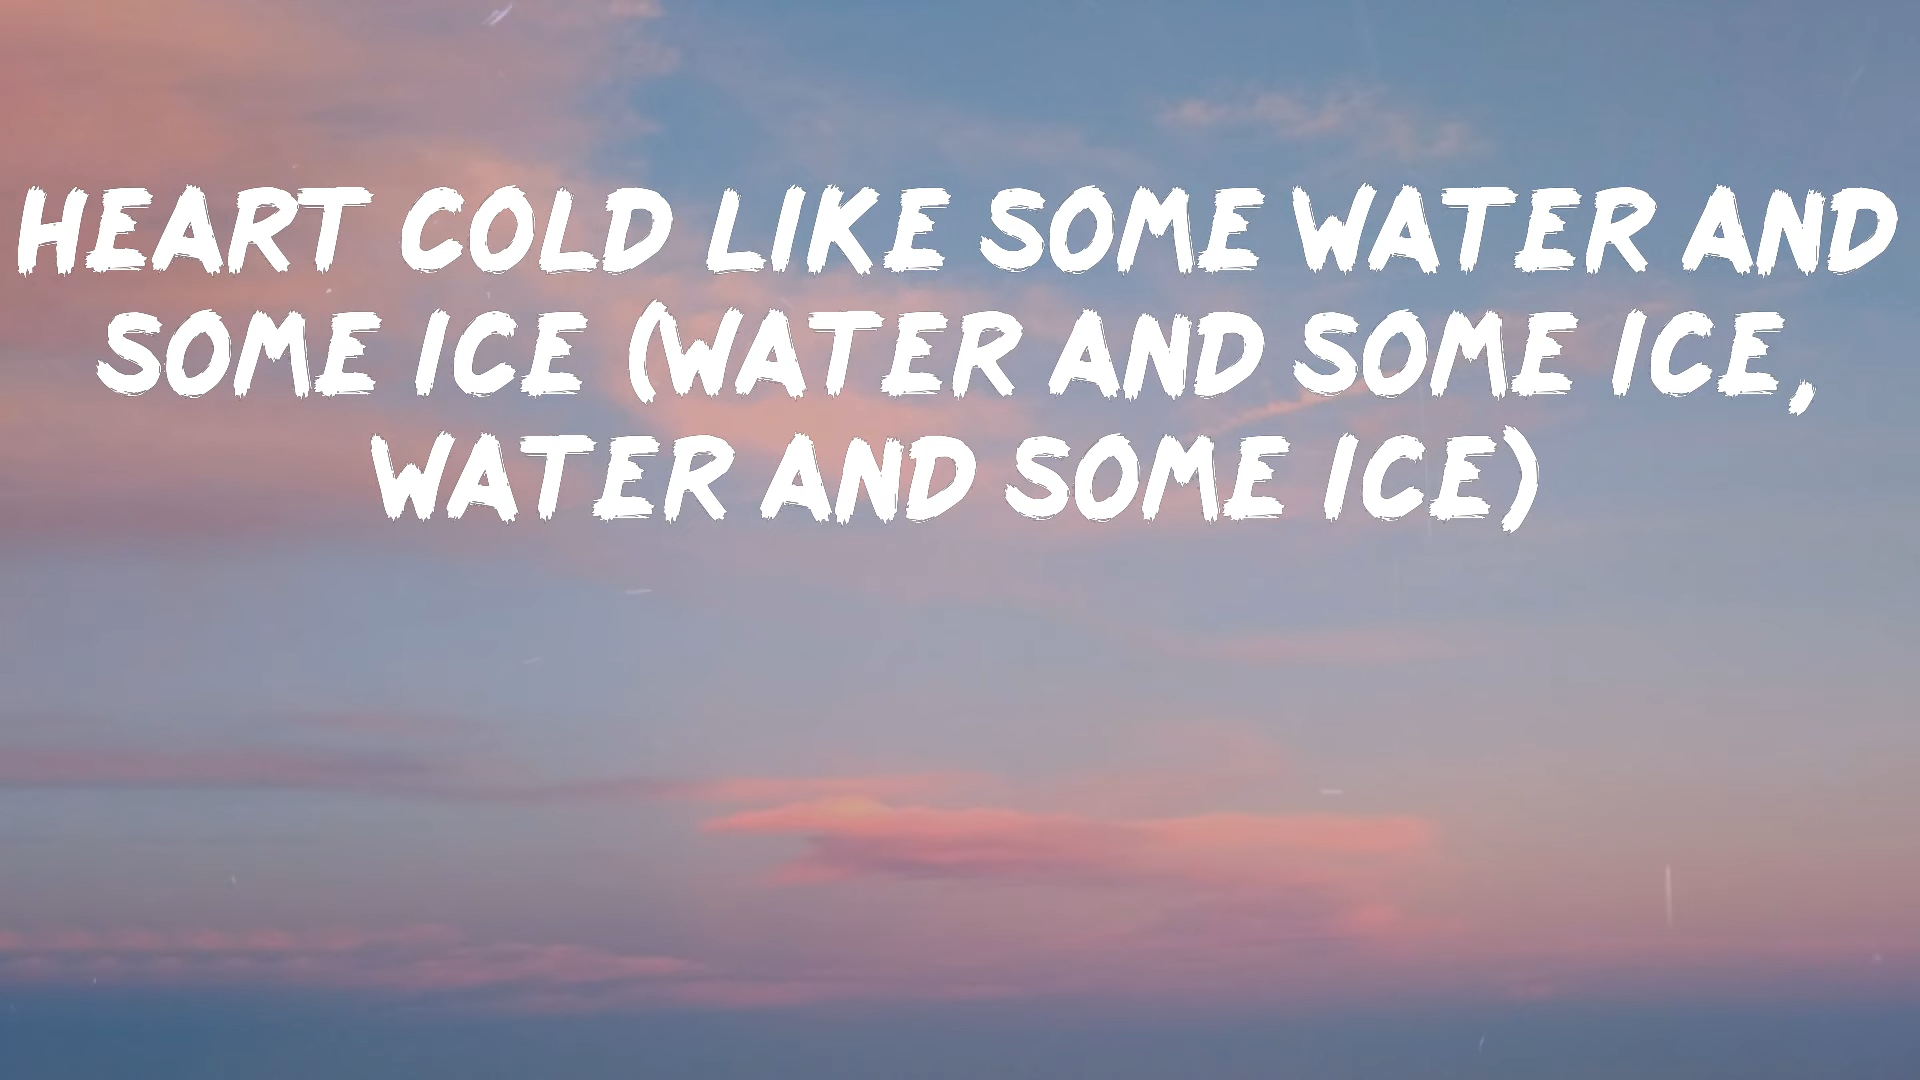 HEART COLD LIKE SOME WATER AND
SOME ICE (WATER AND SOME ICE,
WATER AND SOME ICE)